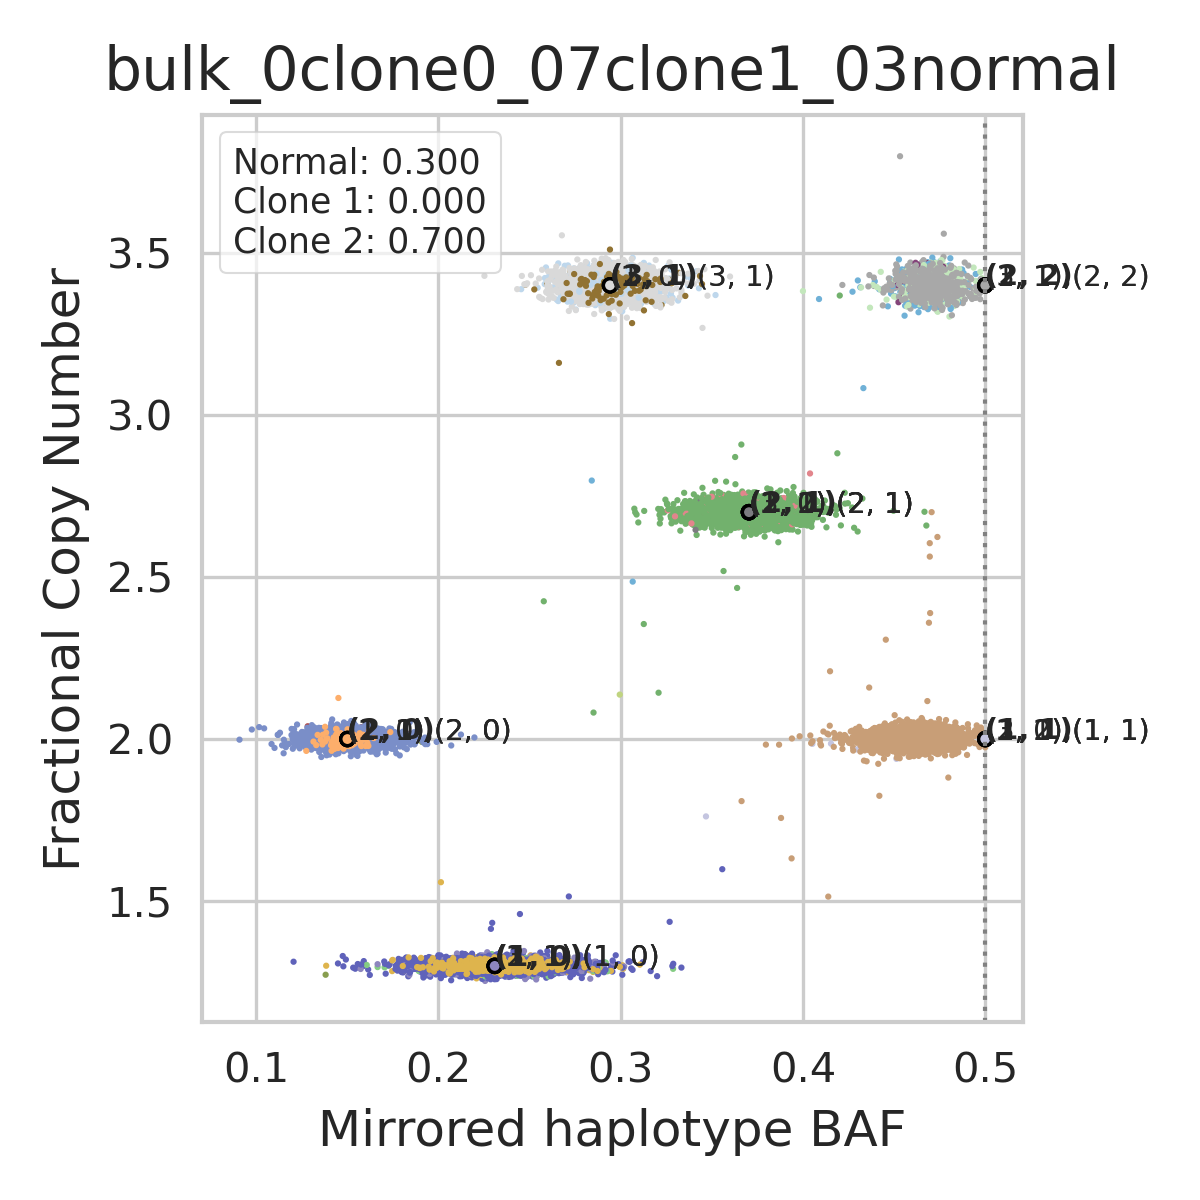 bulk_0clone0_07clone1_03normal
Normal: 0.300
Clone 1: 0.000
Clone 2: 0.700
3.5
(3, 1)
(2, 2)
3.0
(2, 1)
2.5
Fractional Copy Number
2.0
(2, 0)
(1, 1)
1.5
(1, 0)
0.1 0.2 0.3 0.4 0.5
Mirrored haplotype BAF